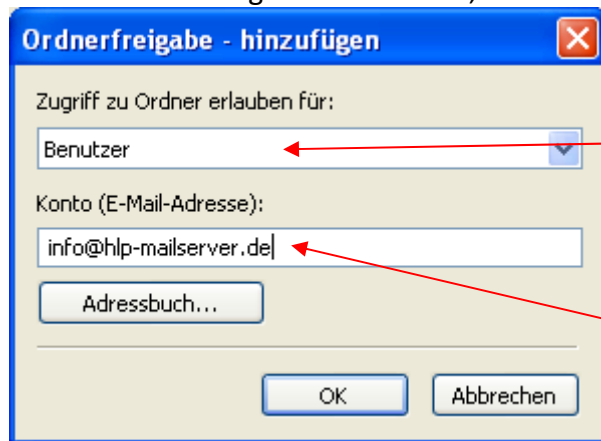 Ordnerfreigabe - hinzufügen
Zugriff zu Ordner erlauben für:
Benutzer
Konto (E-Mail-Adresse):
info@hlp-mailserver.de
Adressbuch...
OK Abbrechen